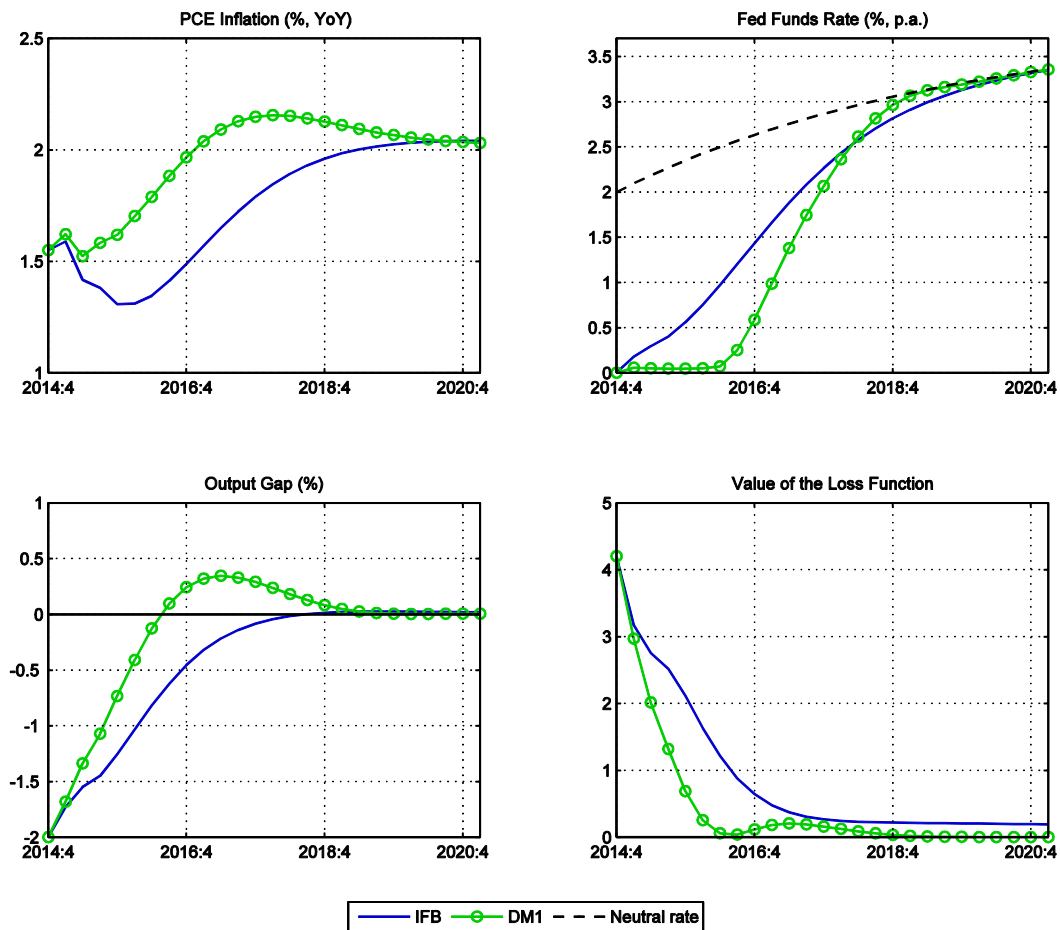 PCE Inflation (%, YoY)
2.5
2
1.5
1
2014:4 2016:4 2018:4 2020:4
Fed Funds Rate (%, p.a.)
3.5
3
2.5
2
1.5
1
0.5
0
2014:4 2016:4 2018:4 2020:4
Output Gap (%)
1
0.5
0
-0.5
-1
-1.5
-2
2014:4 2016:4 2018:4 2020:4
Value of the Loss Function
5
4
3
2
1
0
2014:4 2016:4 2018:4 2020:4
IFB DM1 Neutral rate